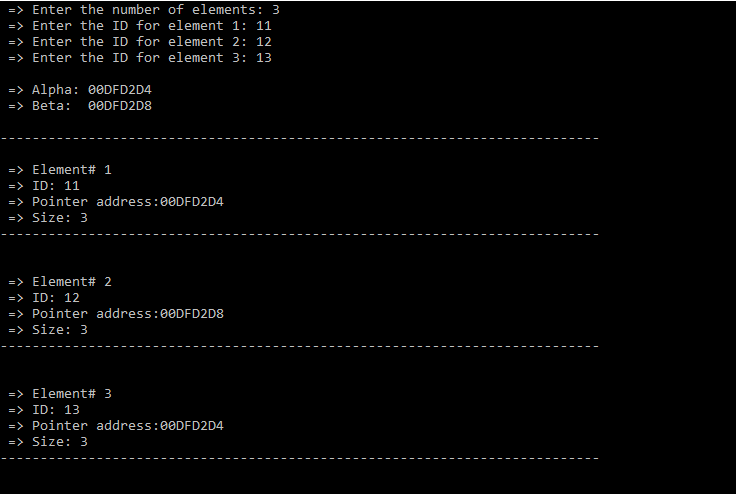 => Enter the number of elements: 3
=> Enter the ID for element 1: 11
=> Enter the ID for element 2: 12
=> Enter the ID for element 3: 13
=> Alpha: 00DFD2D4
=> Beta:  00DFD2D8
---------------------------------------------------------------------------
=> Element# 1
=> ID: 11
=> Pointer address:00DFD2D4
=> Size: 3
---------------------------------------------------------------------------
=> Element# 2
=> ID: 12
=> Pointer address:00DFD2D8
=> Size: 3
---------------------------------------------------------------------------
=> Element# 3
=> ID: 13
=> Pointer address:00DFD2D4
=> Size: 3
---------------------------------------------------------------------------